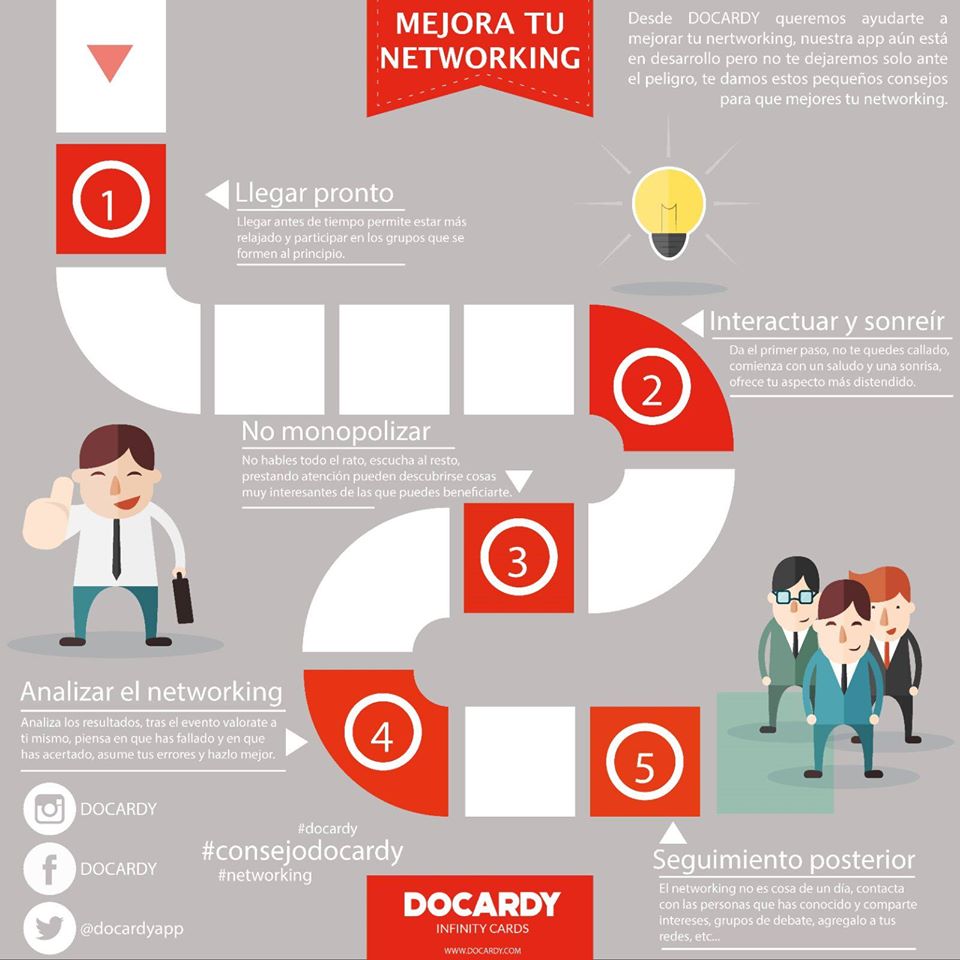 MEJORA TU
NETWORKING
Desde DOCARDY queremos ayudarte a
mejorar tu nertworking, nuestra app aún está
en desarrollo pero no te dejaremos solo ante
el peligro, te damos estos pequeños consejos
para que mejores tu networking.
1
Llegar pronto
Llegar antes de tiempo permite estar más
relajado y participar en los grupos que se
formen al principio.
2
Interactuar y sonreír
Da el primer paso, no te quedes callado,
comienza con un saludo y una sonrisa,
ofrece tu aspecto más distendido.
No monopolizar
No hables todo el rato, escucha al resto,
prestando atención pueden descubrirse cosas
muy interesantes de las que puedes beneficiarte.
3
Analizar el networking
Analiza los resultados, tras el evento valorate a
ti mismo, piensa en que has fallado y en que
has acertado, asume tus errores y hazlo mejor.
4
5
Seguimiento posterior
El networking no es cosa de un día, contacta
con las personas que has conocido y comparte
intereses, grupos de debate, agregalo a tus
redes, etc...
DOCARDY
DOCARDY
@docardyapp
#docardy
#consejodocardy
#networking
DOCARDY
INFINITY CARDS
WWW.DOCARDY.COM